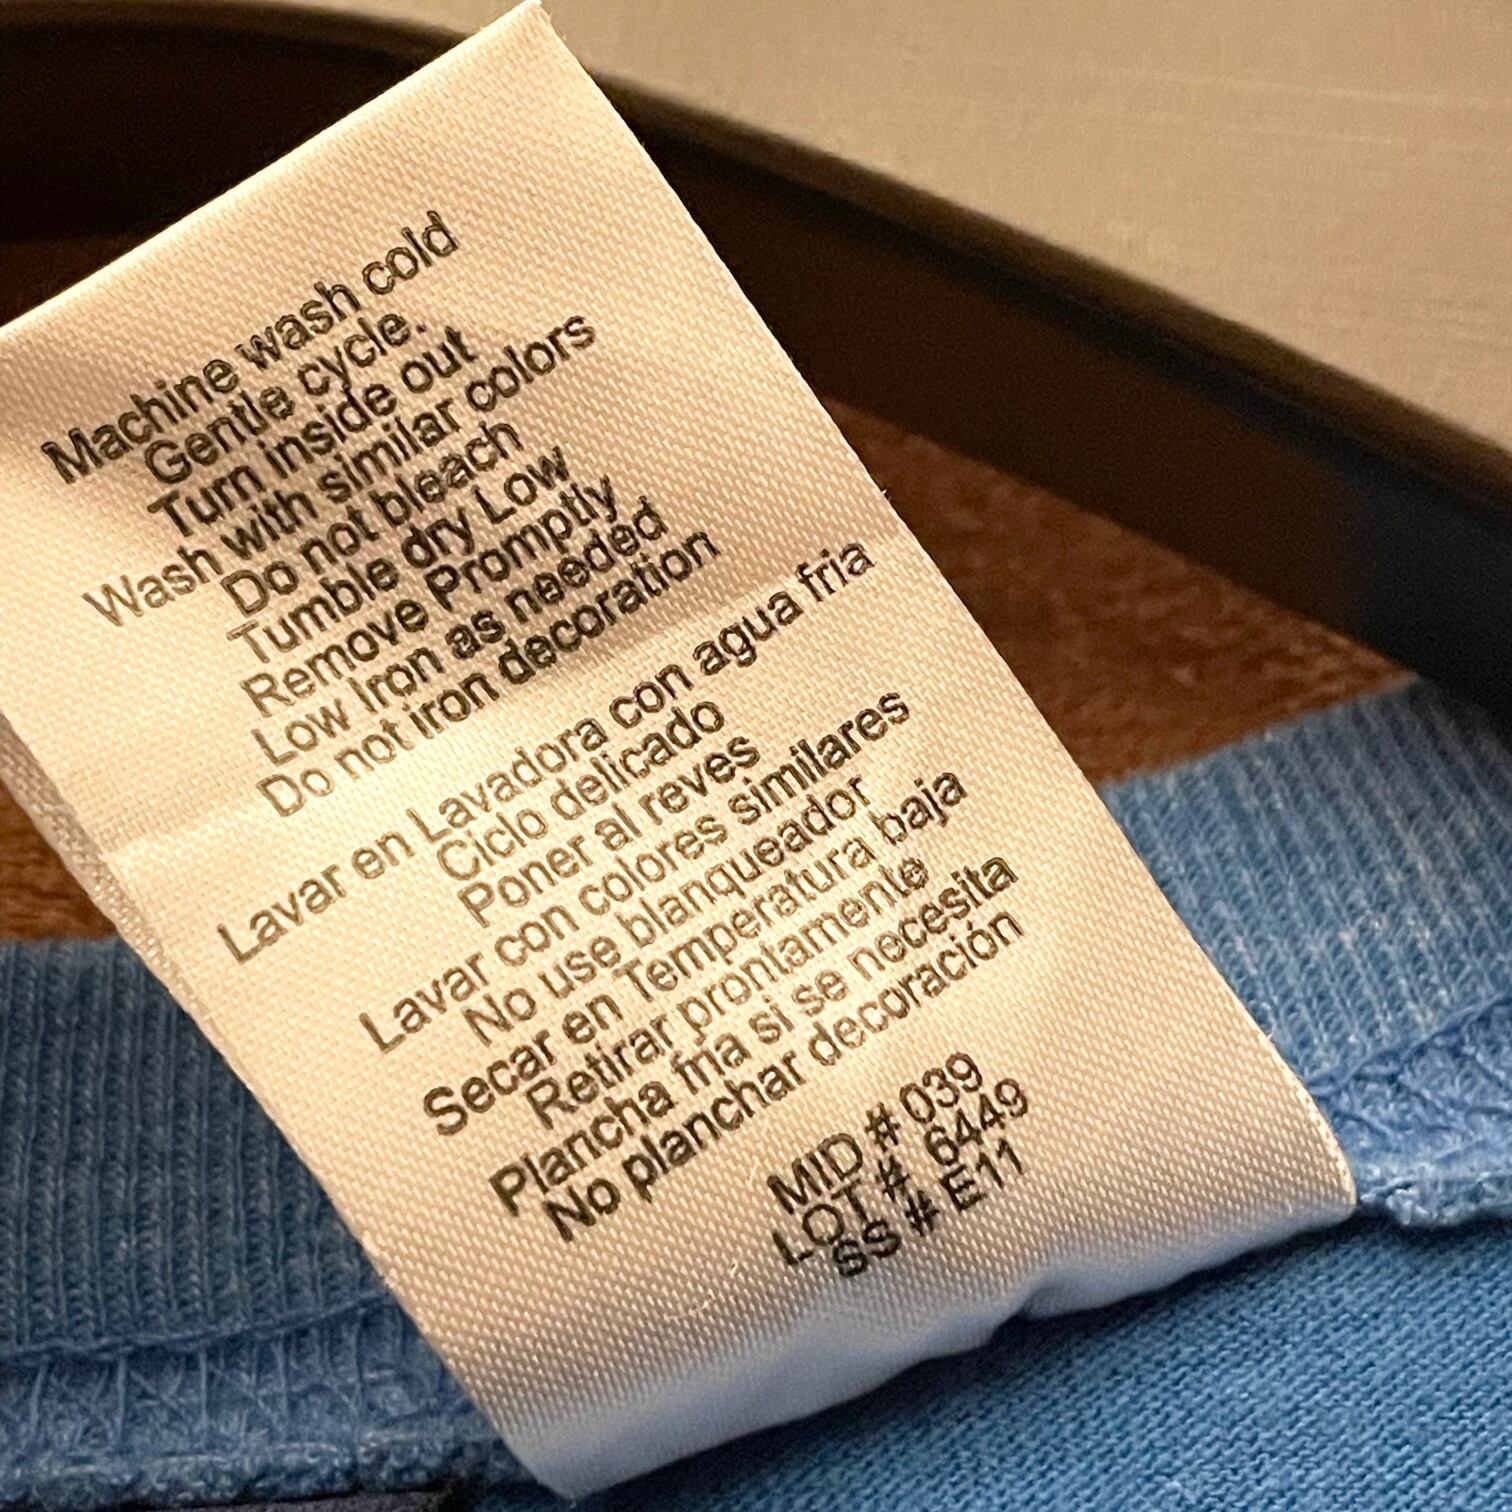 Machine wash cold
Gentle cycle.
Turn inside out
Wash with similar colors
Do not bleach
Tumble dry Low
Remove Promptly
Low Iron as needed
Do not iron decoration
Lavar en Lavadora con agua fria
Ciclo delicado
Poner al reves
Lavar con colores similares
No use blanqueador
Secar en Temperatura baja
Retirar prontamente
Plancha fria si se necesita
No planchar decoración
MID # 039
LOT # 6449
SS # E11